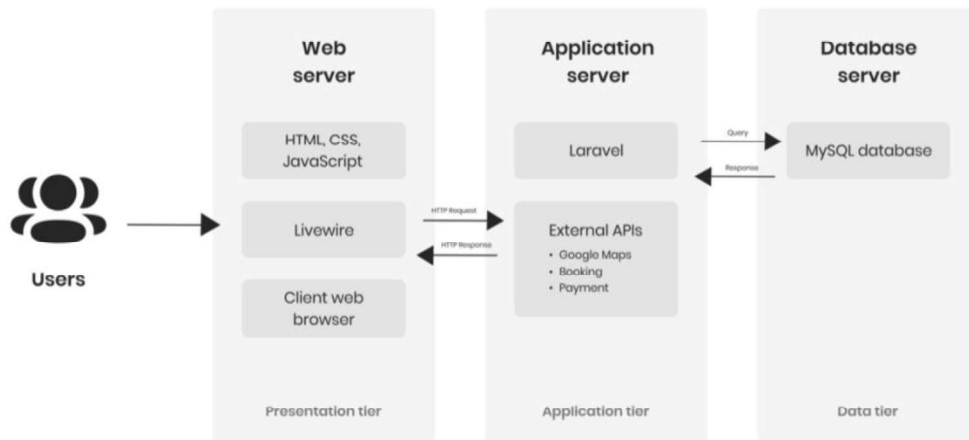 Web
server
Application
server
Database
server
HTML, CSS,
JavaScript
Laravel
Query
MySQL database
Response
Users
Livewire
HTTP Request
HTTP Response
External APIs
• Google Maps
• Booking
• Payment
Client web
browser
Presentation tier
Application tier
Data tier